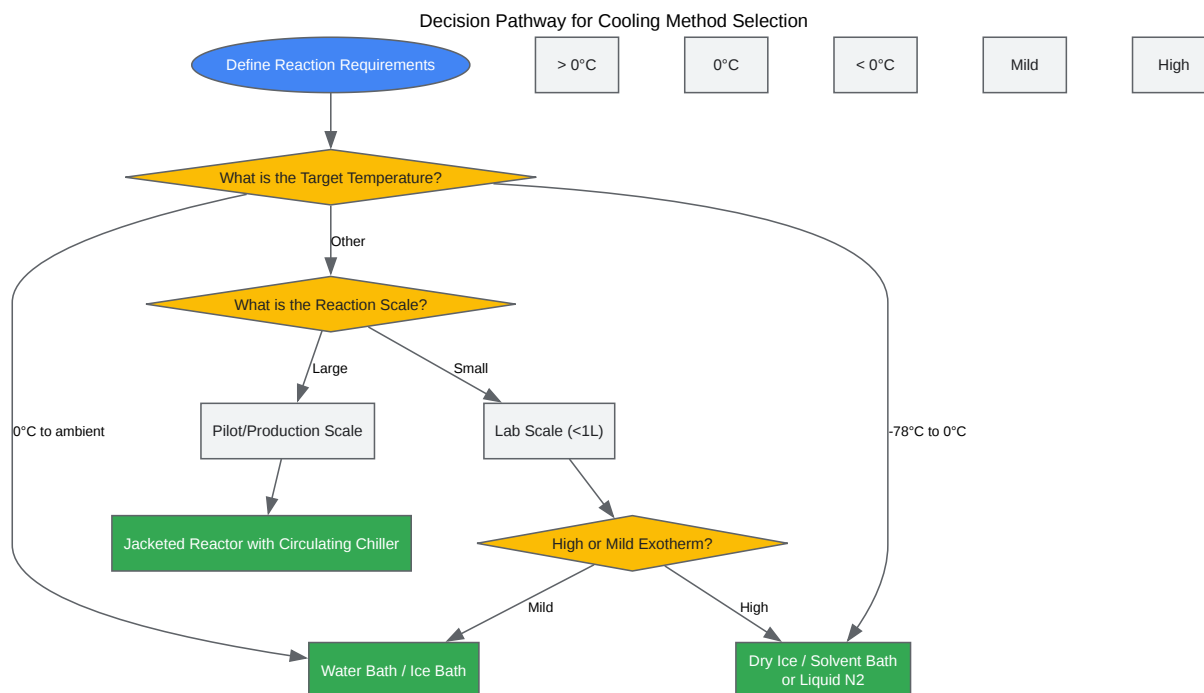 Decision Pathway for Cooling Method Selection
Define Reaction Requirements
> 0°C
0°C
< 0°C
Mild
High
What is the Target Temperature?
Other
What is the Reaction Scale?
Large
Small
Pilot/Production Scale
Lab Scale (<1L)
0°C to ambient
-78°C to 0°C
Jacketed Reactor with Circulating Chiller
High or Mild Exotherm?
Mild
High
Water Bath / Ice Bath
Dry Ice / Solvent Bath
or Liquid N2